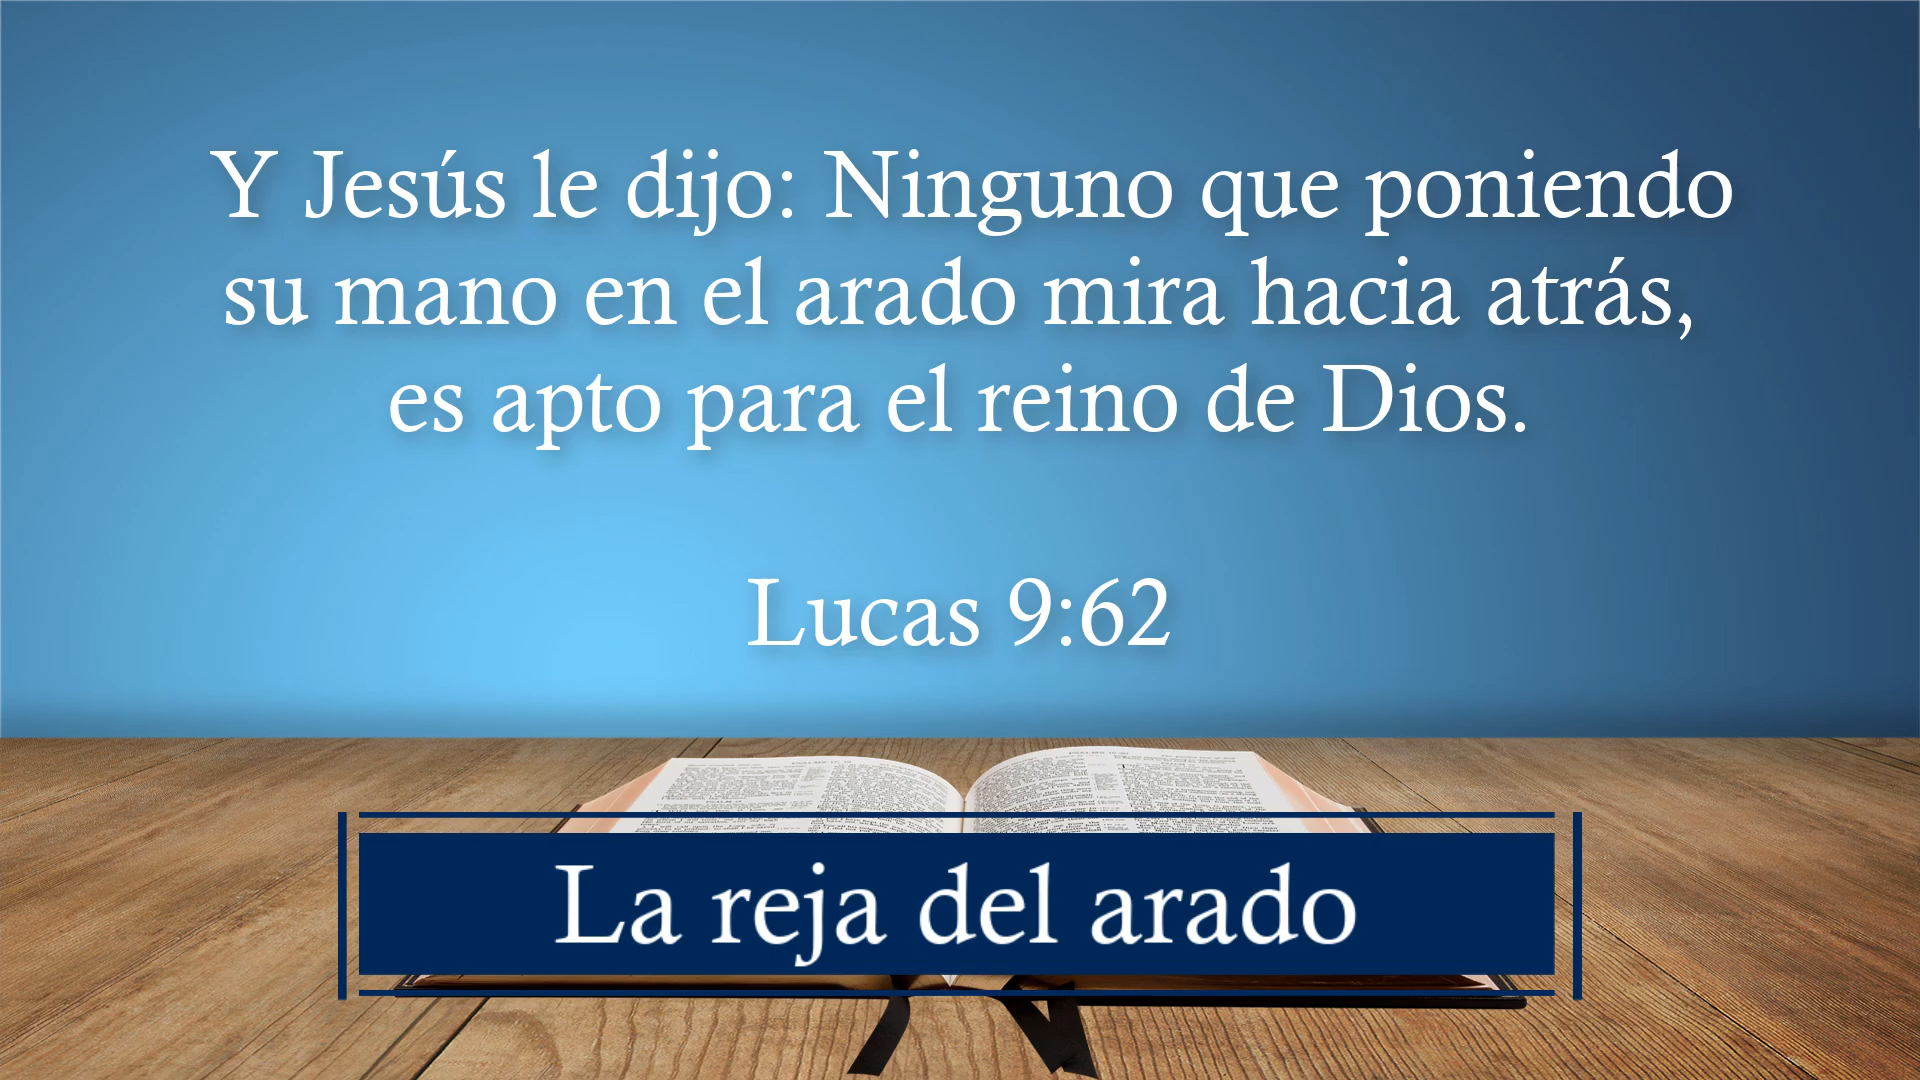 Y Jesús le dijo: Ninguno que poniendo
su mano en el arado mira hacia atrás,
es apto para el reino de Dios.
Lucas 9:62
La reja del arado